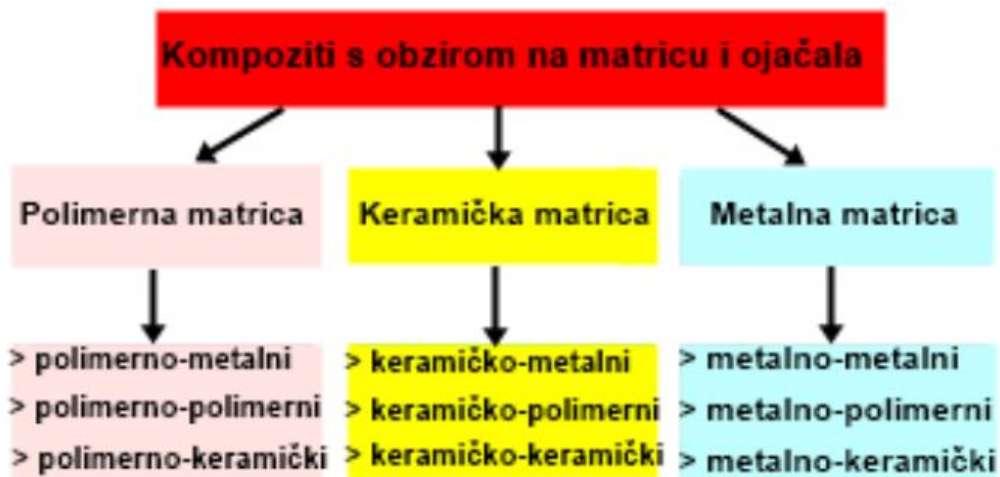 Kompoziti s obzirom na matricu i ojačala
Polimerna matrica
Keramička matrica
Metalna matrica
> polimerno-metalni
> polimerno-polimerni
> polimerno-keramički
> keramičko-metalni
> keramičko-polimerni
> keramičko-keramički
> metalno-metalni
> metalno-polimerni
> metalno-keramički